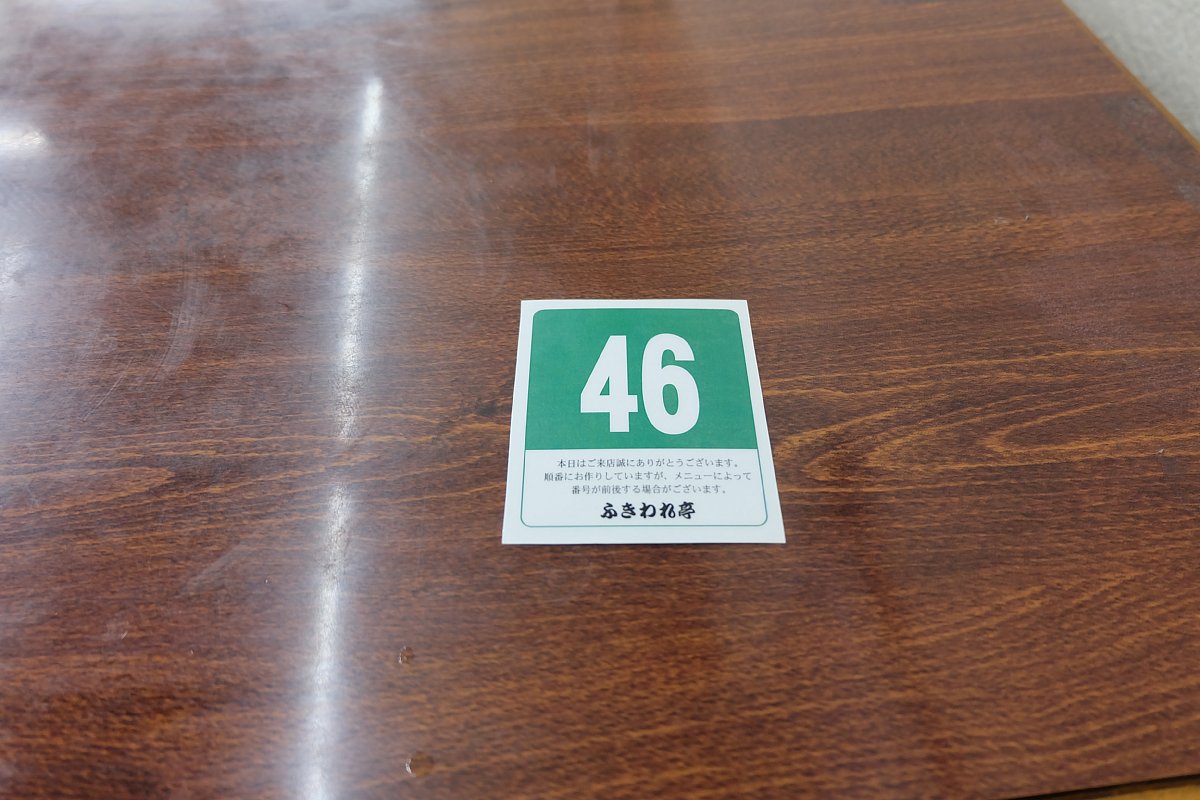 46
本日はご来店誠にありがとうございます。
順番にお作りしていますが、メニューによって
番号が前後する場合がございます。
ふきわれ亭